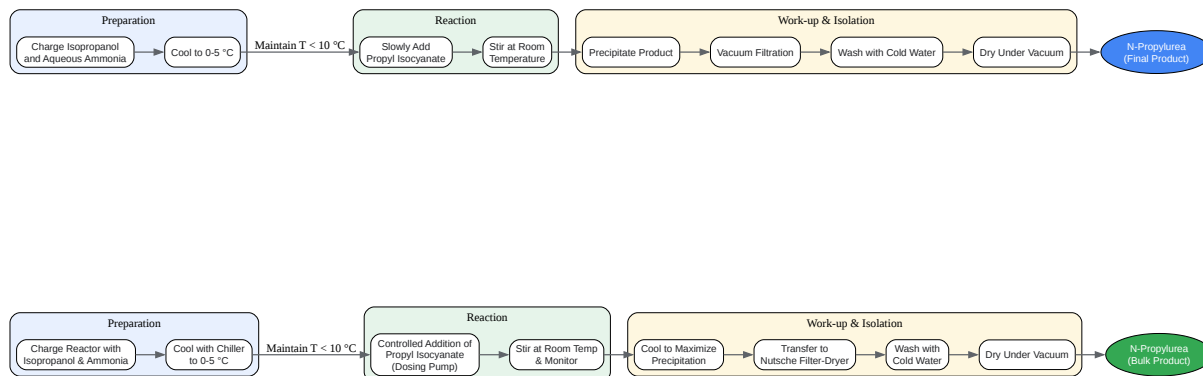 Preparation
Charge Isopropanol
and Aqueous Ammonia
Cool to 0-5 °C
Maintain T < 10 °C
Reaction
Slowly Add
Propyl Isocyanate
Stir at Room
Temperature
Work-up & Isolation
Precipitate Product
Vacuum Filtration
Wash with Cold Water
Dry Under Vacuum
N-Propylurea
(Final Product)
Preparation
Charge Reactor with
Isopropanol & Ammonia
Cool with Chiller
to 0-5 °C
Maintain T < 10 °C
Reaction
Controlled Addition of
Propyl Isocyanate
(Dosing Pump)
Stir at Room Temp
& Monitor
Work-up & Isolation
Cool to Maximize
Precipitation
Transfer to
Nutsche Filter-Dryer
Wash with
Cold Water
Dry Under Vacuum
N-Propylurea
(Bulk Product)